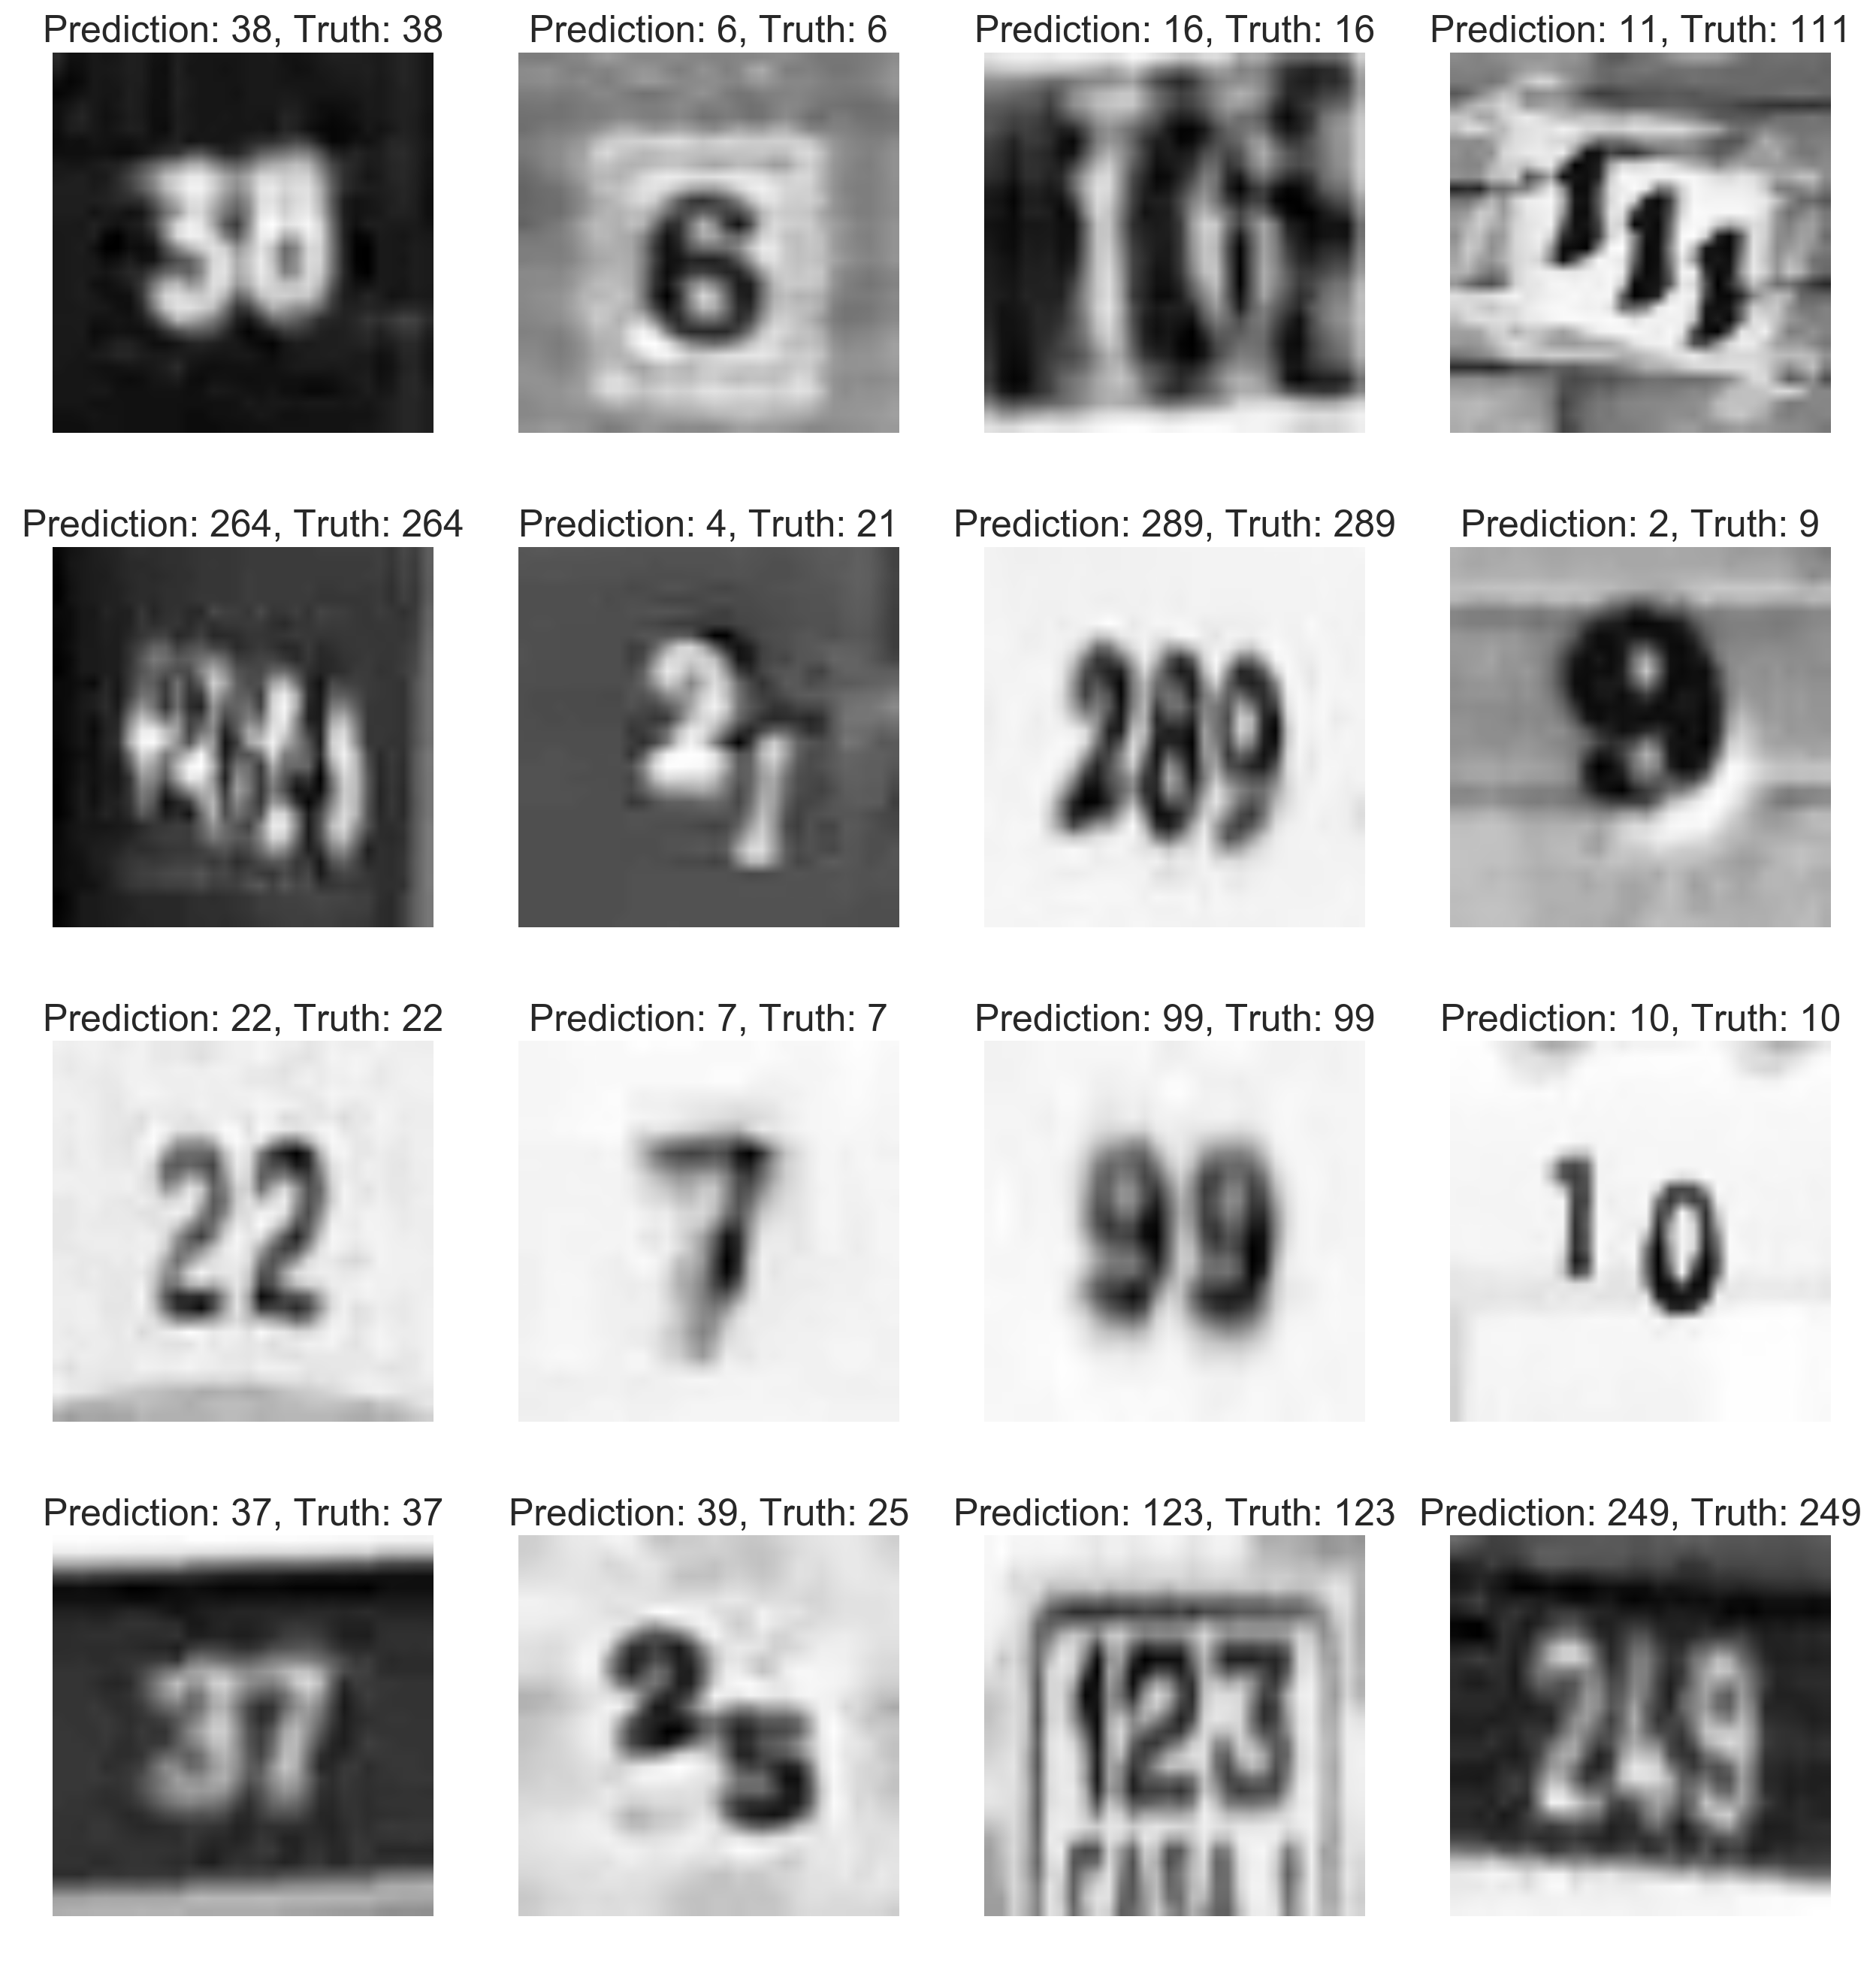 Prediction: 38, Truth: 38
Prediction: 6, Truth: 6
Prediction: 16, Truth: 16
Prediction: 11, Truth: 111
38
6
16
111
Prediction: 264, Truth: 264
Prediction: 4, Truth: 21
Prediction: 289, Truth: 289
Prediction: 2, Truth: 9
21
289
9
Prediction: 22, Truth: 22
Prediction: 7, Truth: 7
Prediction: 99, Truth: 99
Prediction: 10, Truth: 10
22
7
99
10
Prediction: 37, Truth: 37
Prediction: 39, Truth: 25
Prediction: 123, Truth: 123
Prediction: 249, Truth: 249
37
25
123
249